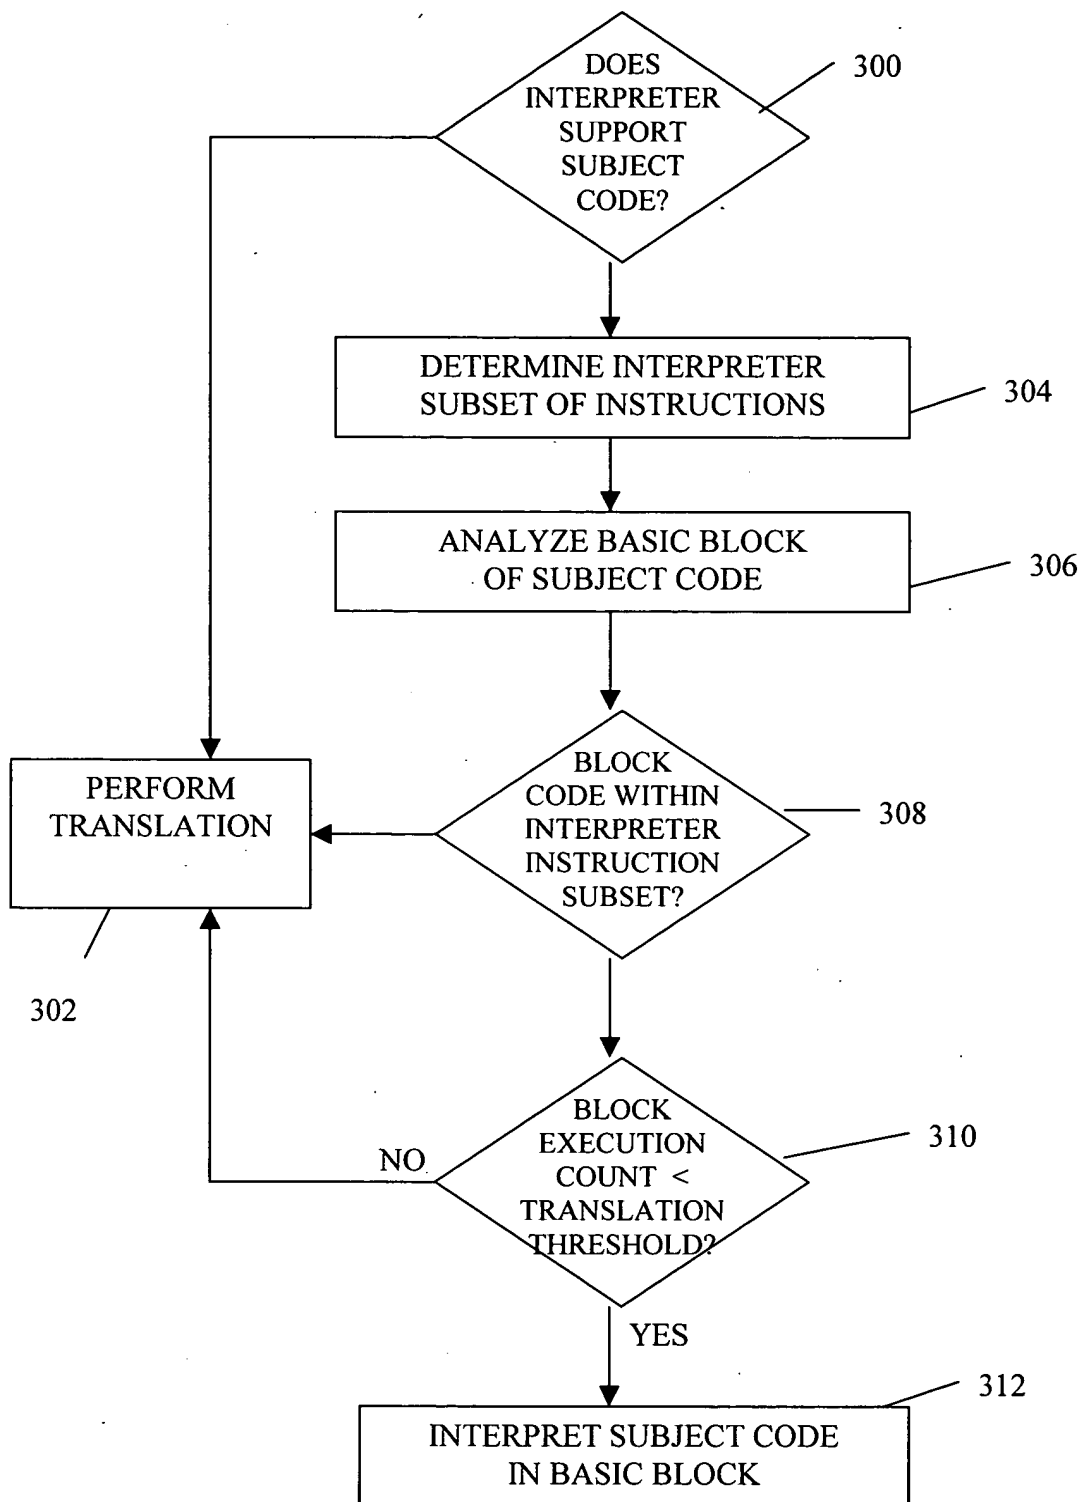 DOES
INTERPRETER
SUPPORT
SUBJECT
CODE?
300
DETERMINE INTERPRETER
SUBSET OF INSTRUCTIONS
304
ANALYZE BASIC BLOCK
OF SUBJECT CODE
306
PERFORM
TRANSLATION
302
BLOCK
CODE WITHIN
INTERPRETER
INSTRUCTION
SUBSET?
308
BLOCK
EXECUTION
COUNT <
TRANSLATION
THRESHOLD?
310
NO
YES
312
INTERPRET SUBJECT CODE
IN BASIC BLOCK